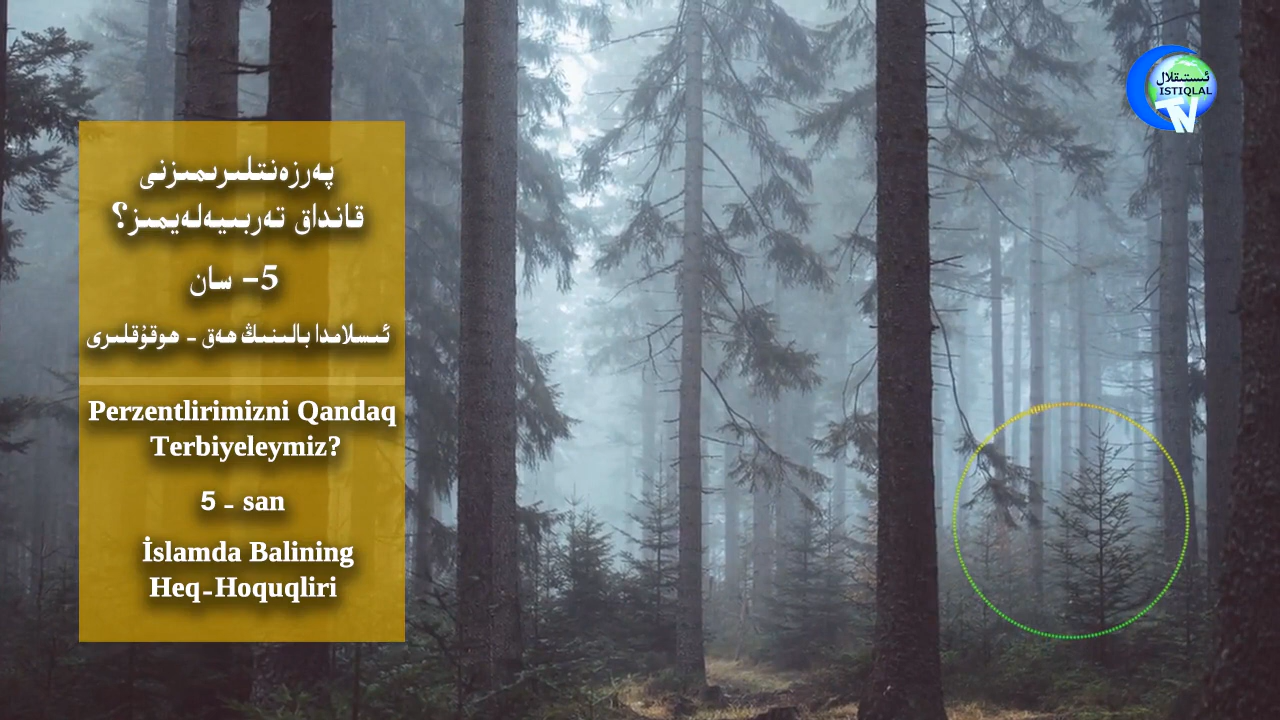 پەرزەنتلىرىمىزنى
قانداق تەربىيەلەيمىز؟
5- سان
ئىسلامدا بالىنىڭ ھەق - ھوقۇقلىرى
Perzentlirimizni Qandaq
Terbiyeleymiz?
5 - san
İslamda Balining
Heq-Hoquqliri
ئىستىقلال
ISTIQLAL
TV